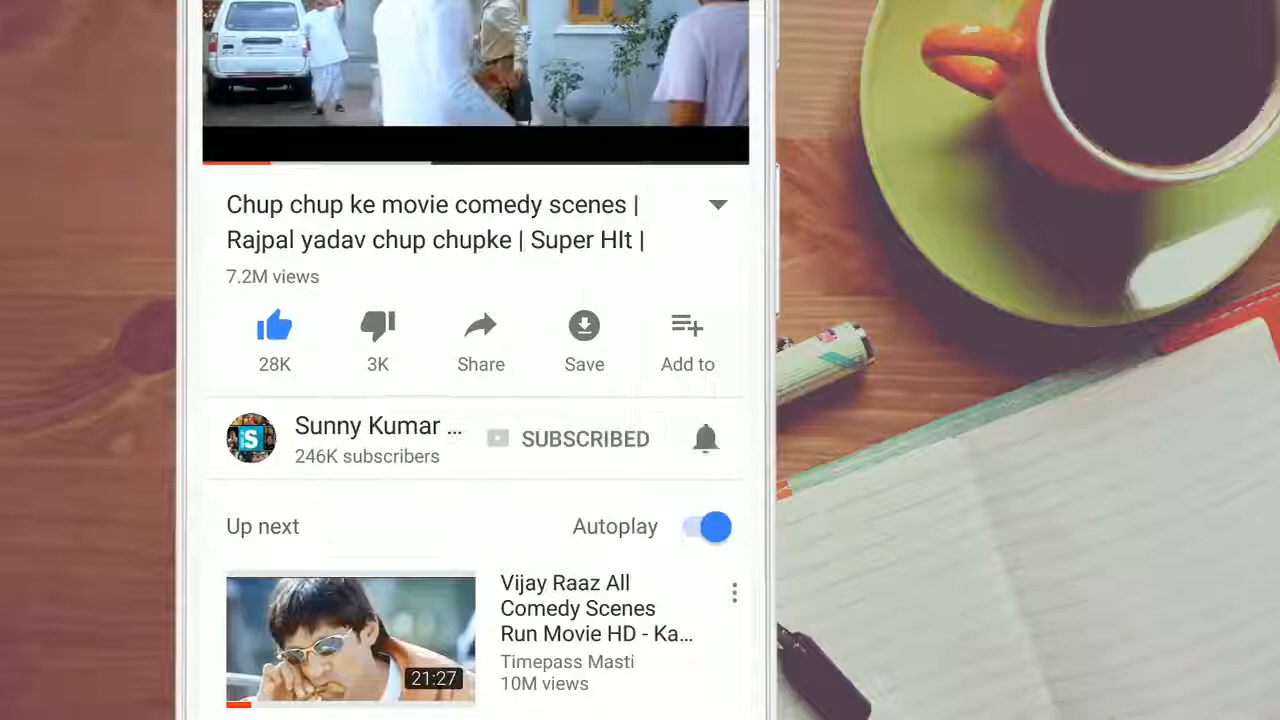 Chup chup ke movie comedy scenes |
Rajpal yadav chup chupke | Super HIt |
7.2M views
28K
3K
Share
Save
Add to
S
Sunny Kumar ...
246K subscribers
SUBSCRIBED
Up next
Autoplay
21:27
Vijay Raaz All
Comedy Scenes
Run Movie HD - Ka...
Timepass Masti
10M views